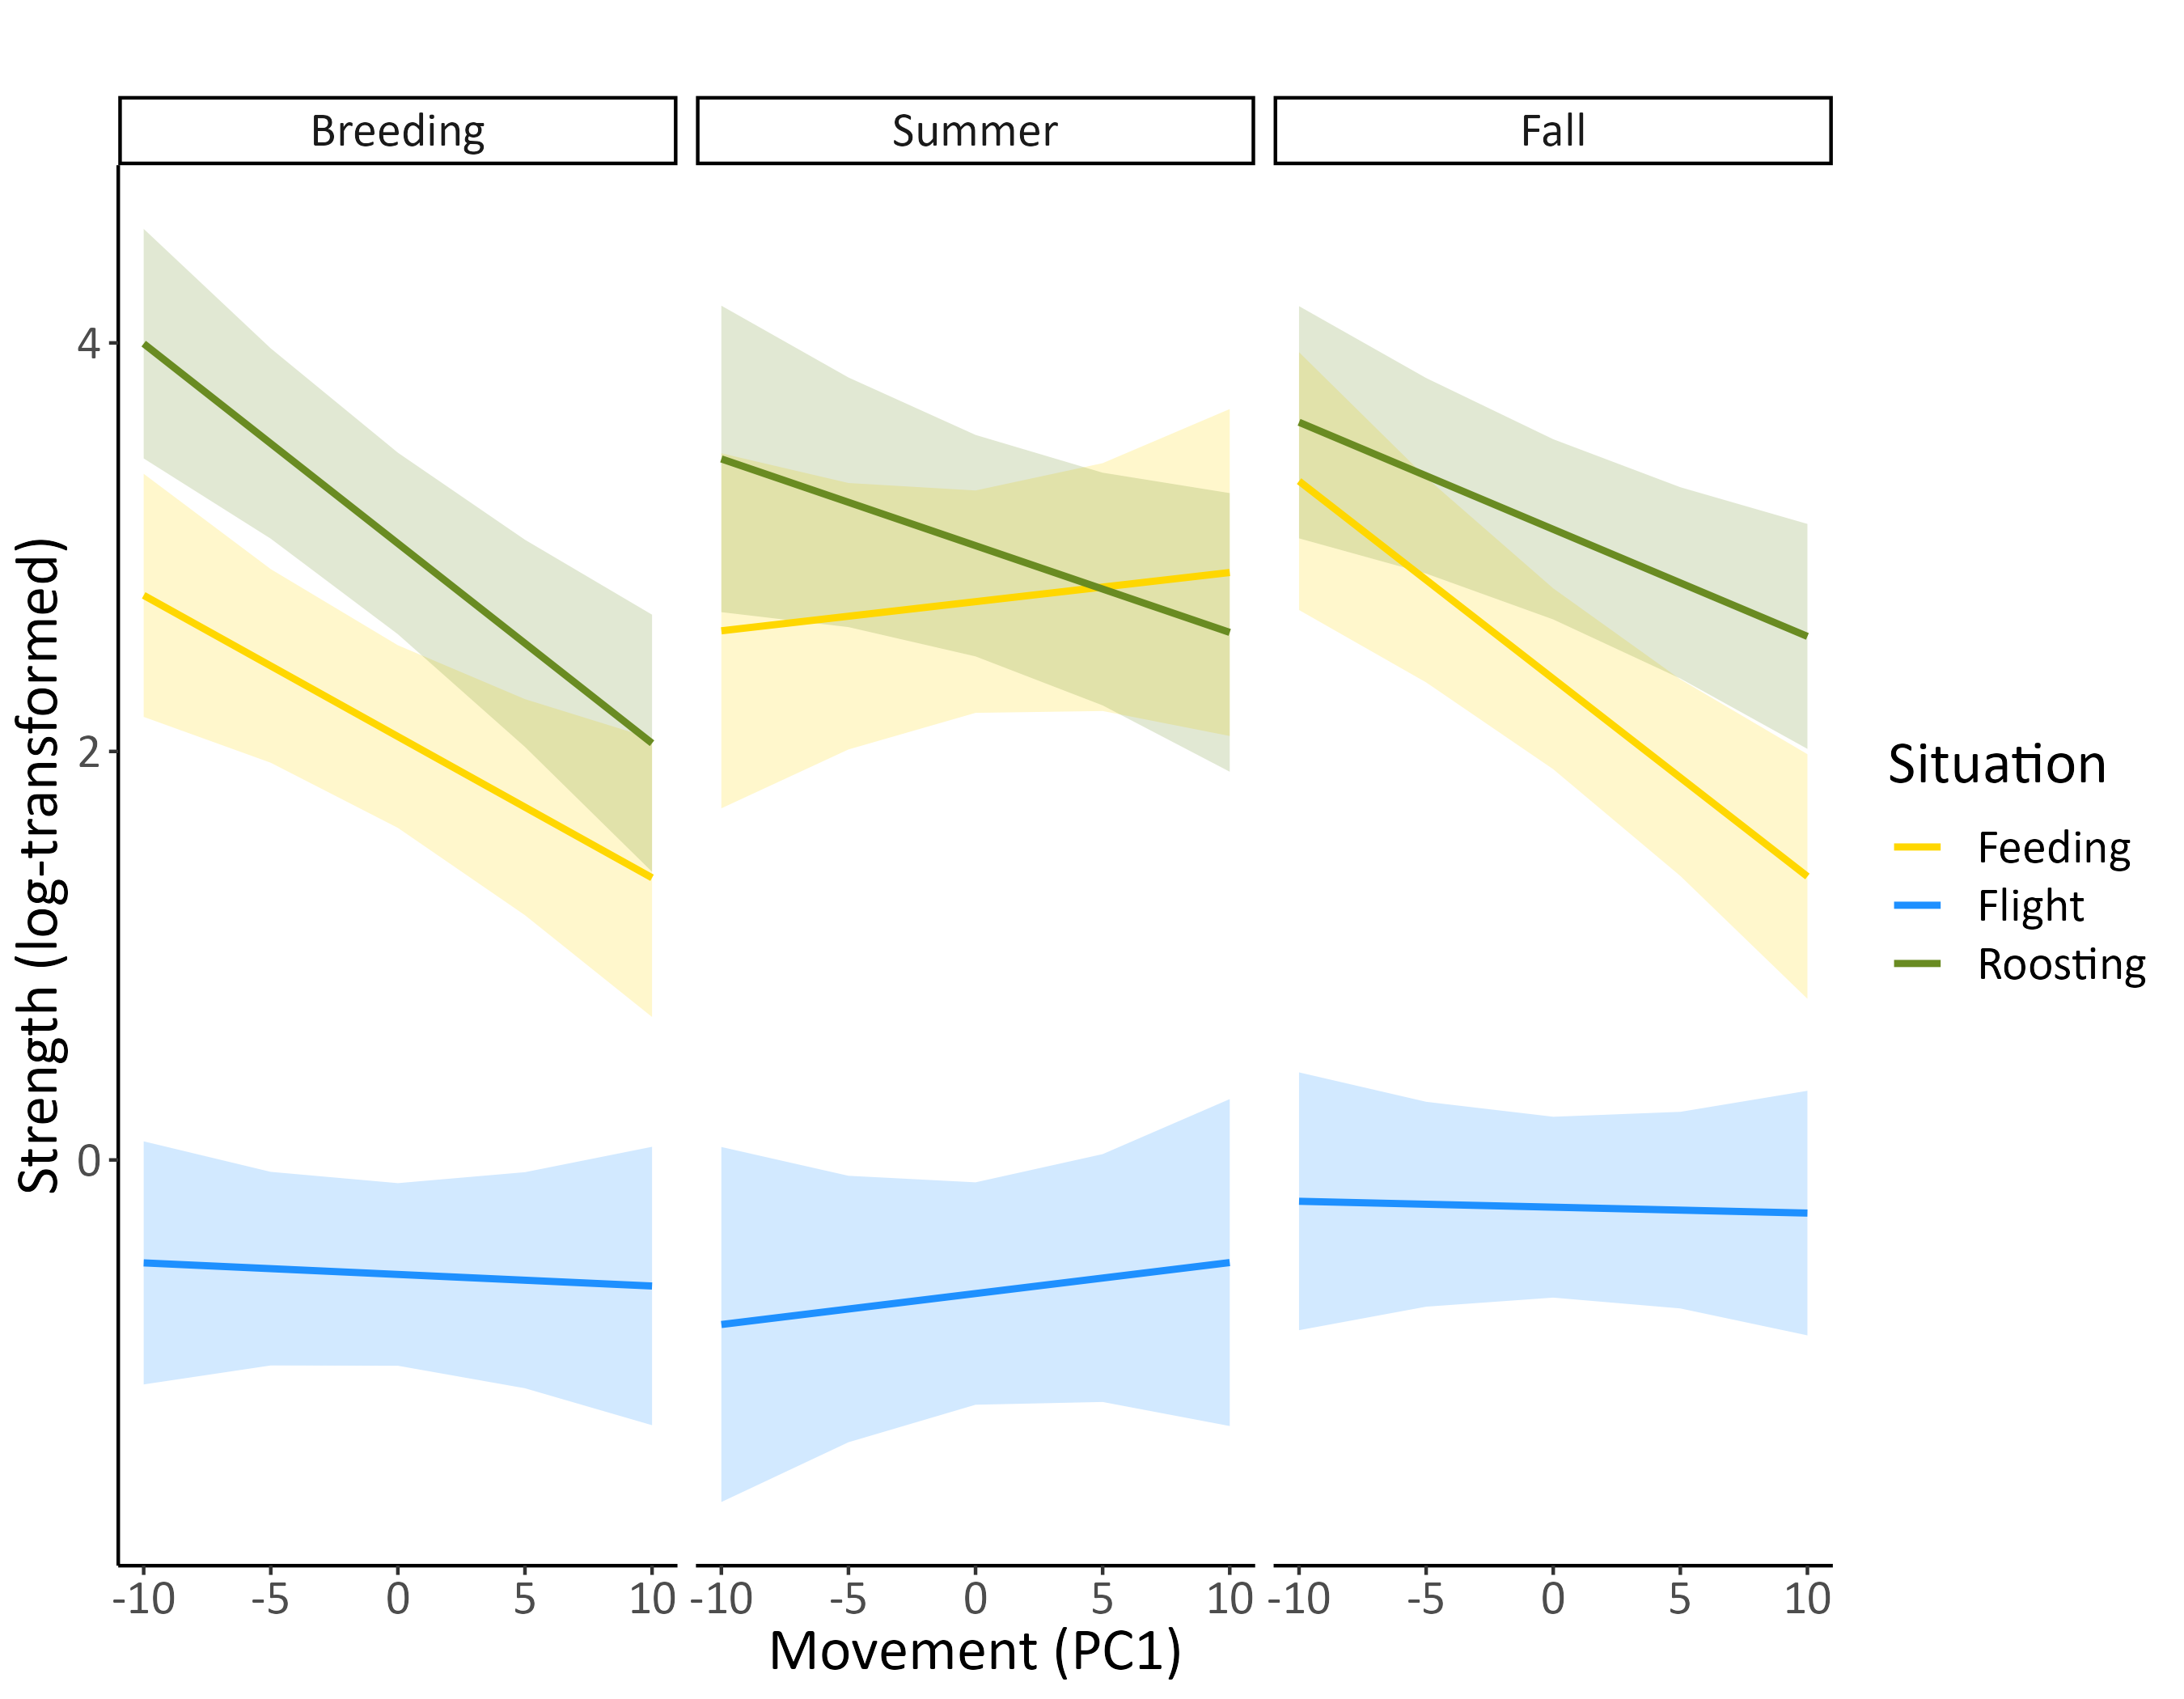 Breeding Summer Fall
Strength (log-transformed)
4
2
0
-10 -5 0 5 10 -10 -5 0 5 10 -10 -5 0 5 10
Movement (PC1)
Situation
Feeding
Flight
Roosting